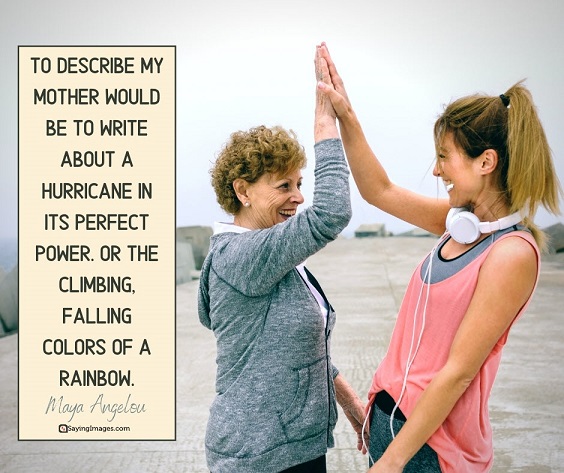 TO DESCRIBE MY
MOTHER WOULD
BE TO WRITE
ABOUT A
HURRICANE IN
ITS PERFECT
POWER. OR THE
CLIMBING,
FALLING
COLORS OF A
RAINBOW.
Maya Angelou
SayingImages.com